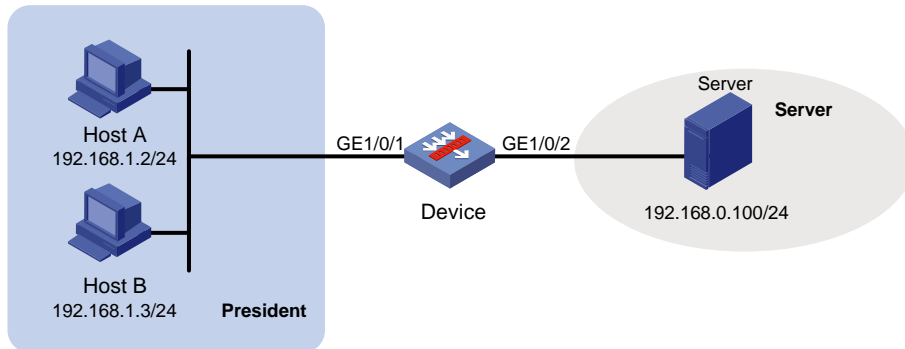 Host A
192.168.1.2/24
Host B
192.168.1.3/24
President
GE1/0/1
Device
GE1/0/2
Server
Server
192.168.0.100/24